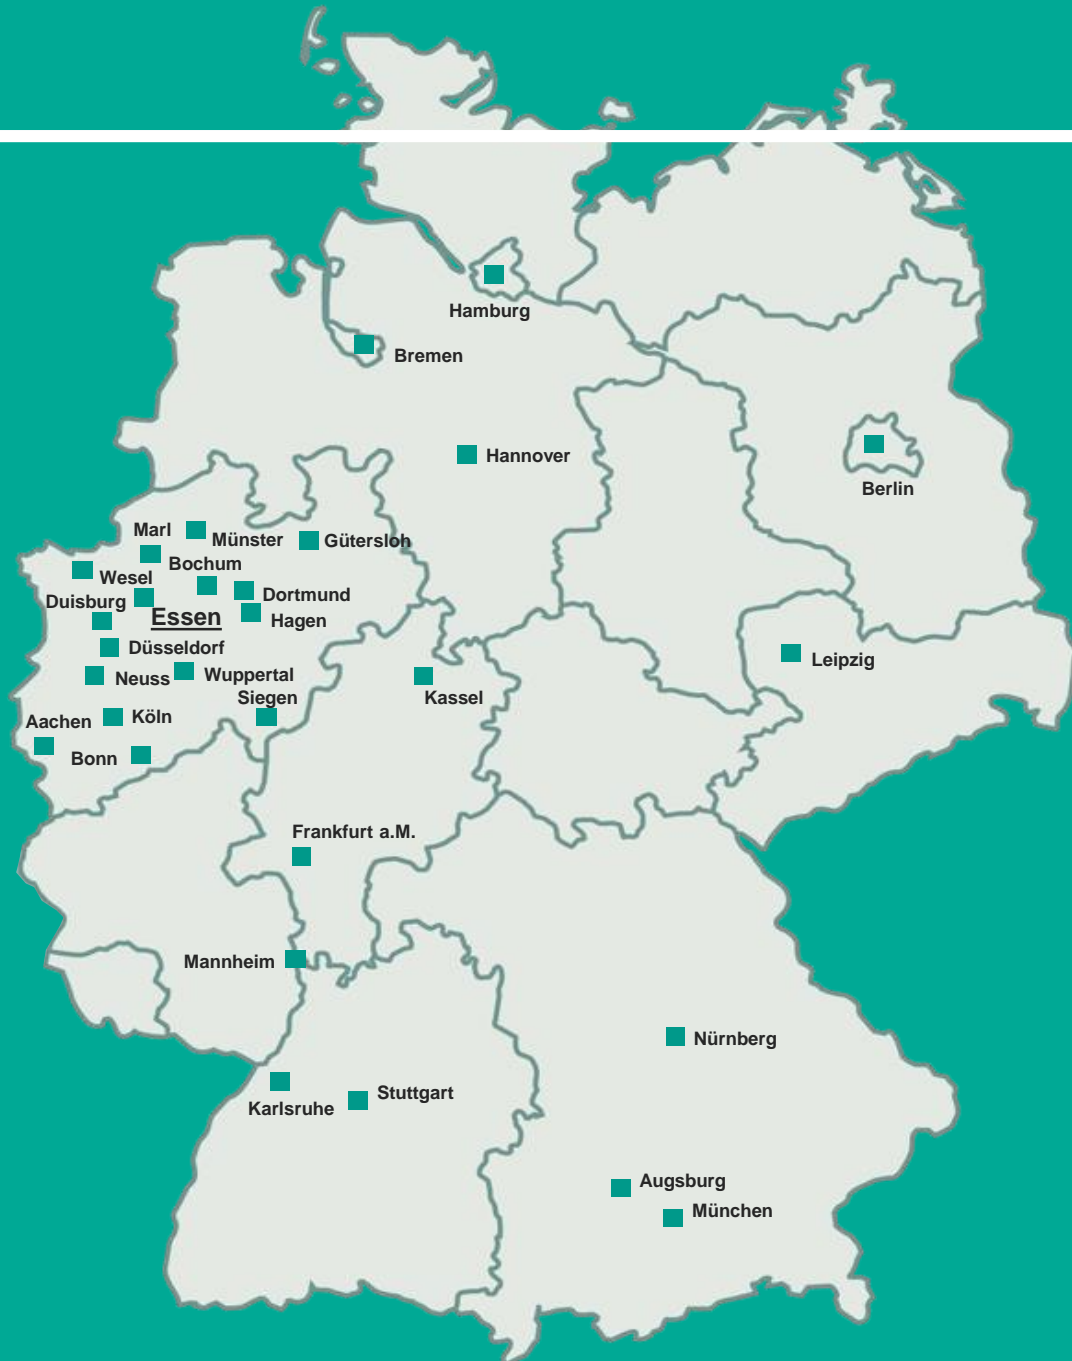 Hamburg
Bremen
Hannover
Berlin
Marl
Münster
Gütersloh
Bochum
Wesel
Dortmund
Duisburg
Essen
Hagen
Düsseldorf
Leipzig
Wuppertal
Neuss
Siegen
Kassel
Köln
Aachen
Bonn
Frankfurt a.M.
Mannheim
Nürnberg
Stuttgart
Karlsruhe
Augsburg
München